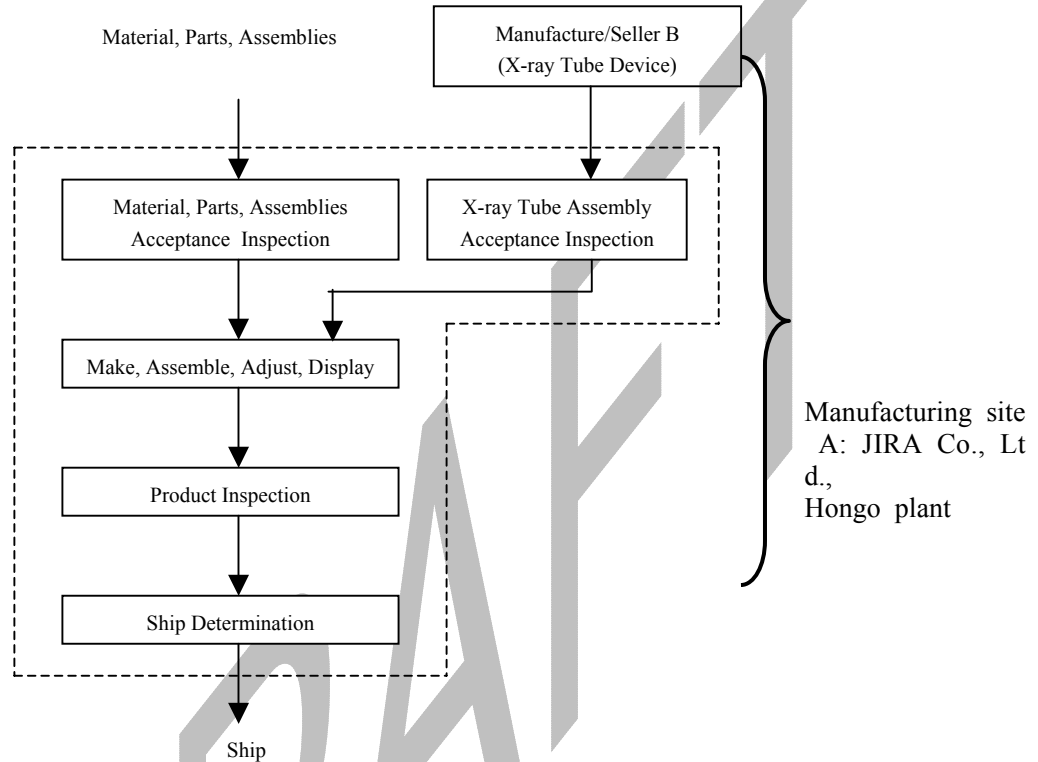 Material, Parts, Assemblies
Manufacture/Seller B
(X-ray Tube Device)
Material, Parts, Assemblies
Acceptance Inspection
X-ray Tube Assembly
Acceptance Inspection
Make, Assemble, Adjust, Display
Product Inspection
Ship Determination
Ship
Manufacturing site
A: JIRA Co., Lt
d.,
Hongo plant
DRAFT